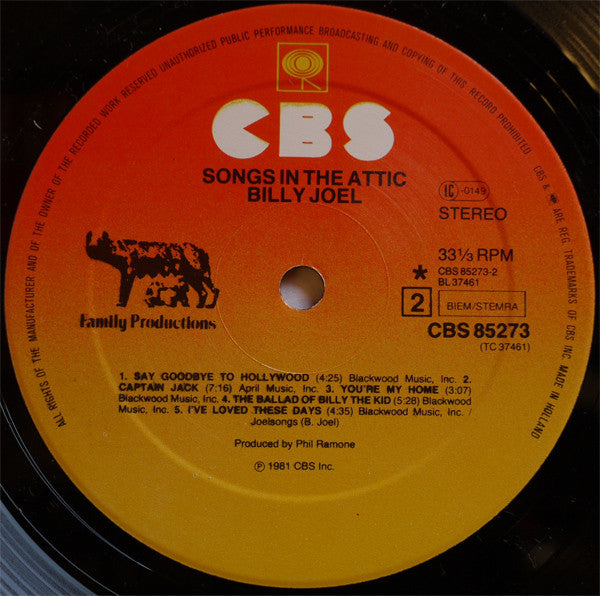 ALL RIGHTS OF THE MANUFACTURER AND OF THE OWNER OF THE RECORDED WORK RESERVED UNAUTHORIZED PUBLIC PERFORMANCE BROADCASTING AND COPYING OF THIS RECORD PROHIBITED CBS & ARE REG. TRADEMARKS OF CBS INC. MADE IN HOLLAND
CBS
SONGS IN THE ATTIC
BILLY JOEL
IC -0149
STEREO
33⅓ RPM
* CBS 85273-2
BL 37461
2 BIEM/STEMRA
CBS 85273
(TC 37461)
Family Productions
1. SAY GOODBYE TO HOLLYWOOD (4:25) Blackwood Music, Inc. 2.
CAPTAIN JACK (7:16) April Music, Inc. 3. YOU'RE MY HOME (3:07)
Blackwood Music, Inc. 4. THE BALLAD OF BILLY THE KID (5:28) Blackwood
Music, Inc. 5. I'VE LOVED THESE DAYS (4:35) Blackwood Music, Inc. /
Joelsongs (B. Joel)
Produced by Phil Ramone
℗ 1981 CBS Inc.